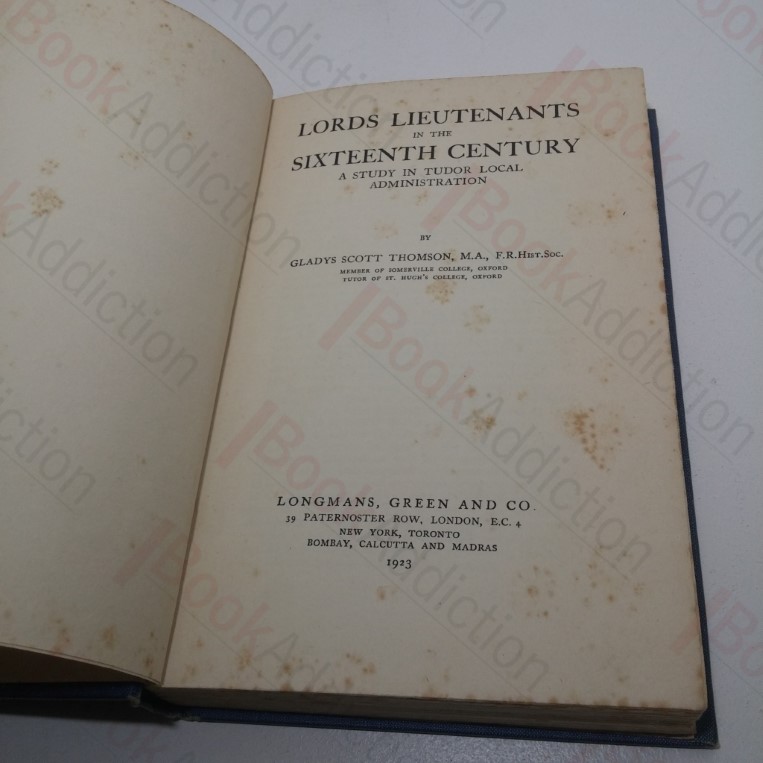 LORDS LIEUTENANTS
IN THE
SIXTEENTH CENTURY
A STUDY IN TUDOR LOCAL
ADMINISTRATION
BY
GLADYS SCOTT THOMSON, M.A., F.R.HIST.SOC.
MEMBER OF SOMERVILLE COLLEGE, OXFORD
TUTOR OF ST. HUGH'S COLLEGE, OXFORD
LONGMANS, GREEN AND CO.
39 PATERNOSTER ROW, LONDON, E.C. 4
NEW YORK, TORONTO
BOMBAY, CALCUTTA AND MADRAS
1923
BookAddiction